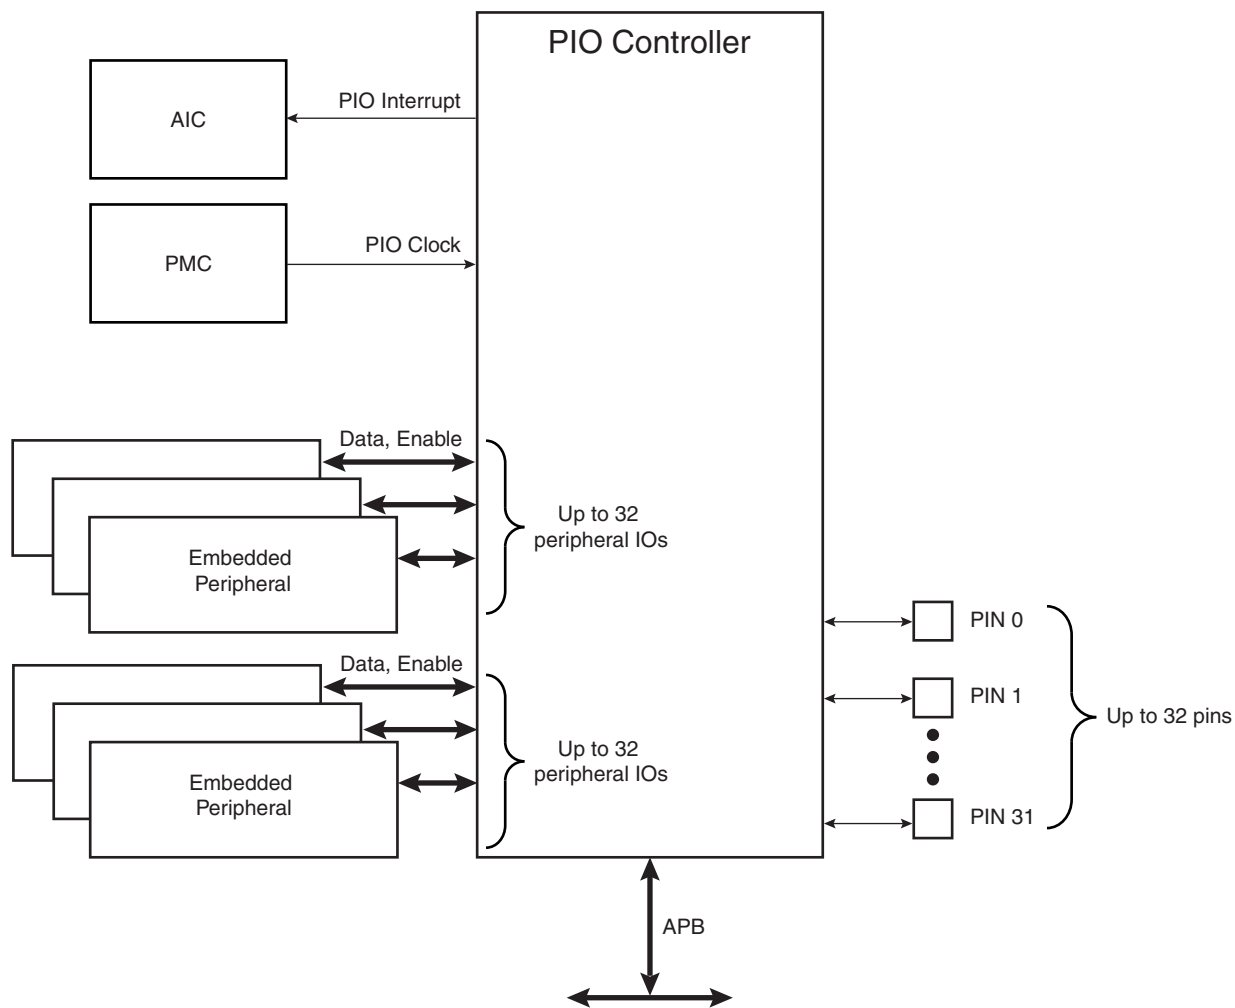 PIO Controller
PIO Interrupt
AIC
PIO Clock
PMC
Data, Enable
Up to 32
peripheral IOs
Embedded
Peripheral
PIN 0
Data, Enable
PIN 1
Up to 32 pins
Up to 32
peripheral IOs
Embedded
Peripheral
PIN 31
APB